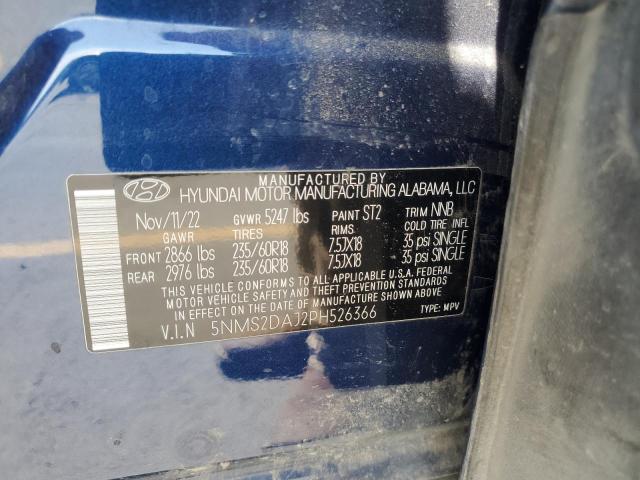 MANUFACTURED BY
HYUNDAI MOTOR MANUFACTURING ALABAMA, LLC
Nov/11/22 GVWR 5247 lbs PAINT ST2 TRIM NNB
GAWR TIRES RIMS COLD TIRE INFL
FRONT 2866 lbs 235/60R18 7.5JX18 35 psi SINGLE
REAR 2976 lbs 235/60R18 7.5JX18 35 psi SINGLE
THIS VEHICLE CONFORMS TO ALL APPLICABLE U.S.A. FEDERAL
MOTOR VEHICLE SAFETY AND THEFT PREVENTION STANDARDS
IN EFFECT ON THE DATE OF MANUFACTURE SHOWN ABOVE.
V.I.N 5NMS2DAJ2PH526366 TYPE: MPV